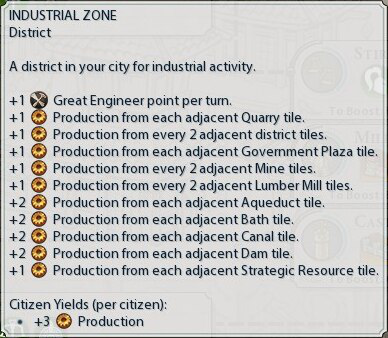 INDUSTRIAL ZONE
District
A district in your city for industrial activity.
+1 Great Engineer point per turn.
+1 Production from each adjacent Quarry tile.
+1 Production from every 2 adjacent district tiles.
+1 Production from each adjacent Government Plaza tile.
+1 Production from every 2 adjacent Mine tiles.
+1 Production from every 2 adjacent Lumber Mill tiles.
+2 Production from each adjacent Aqueduct tile.
+2 Production from each adjacent Bath tile.
+2 Production from each adjacent Canal tile.
+2 Production from each adjacent Dam tile.
+1 Production from each adjacent Strategic Resource tile.
Citizen Yields (per citizen):
• +3 Production